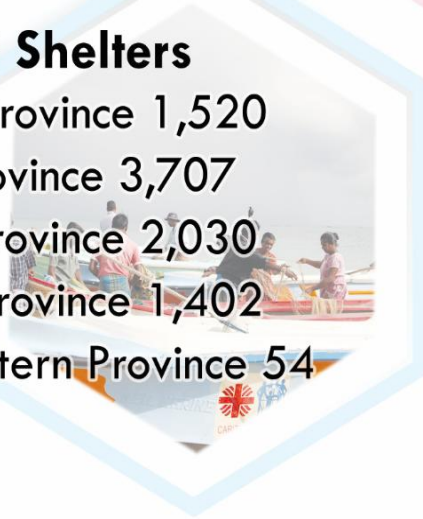 Shelters
rovince 1,520
ovince 3,707
rovince 2,030
rovince 1,402
tern Province 54